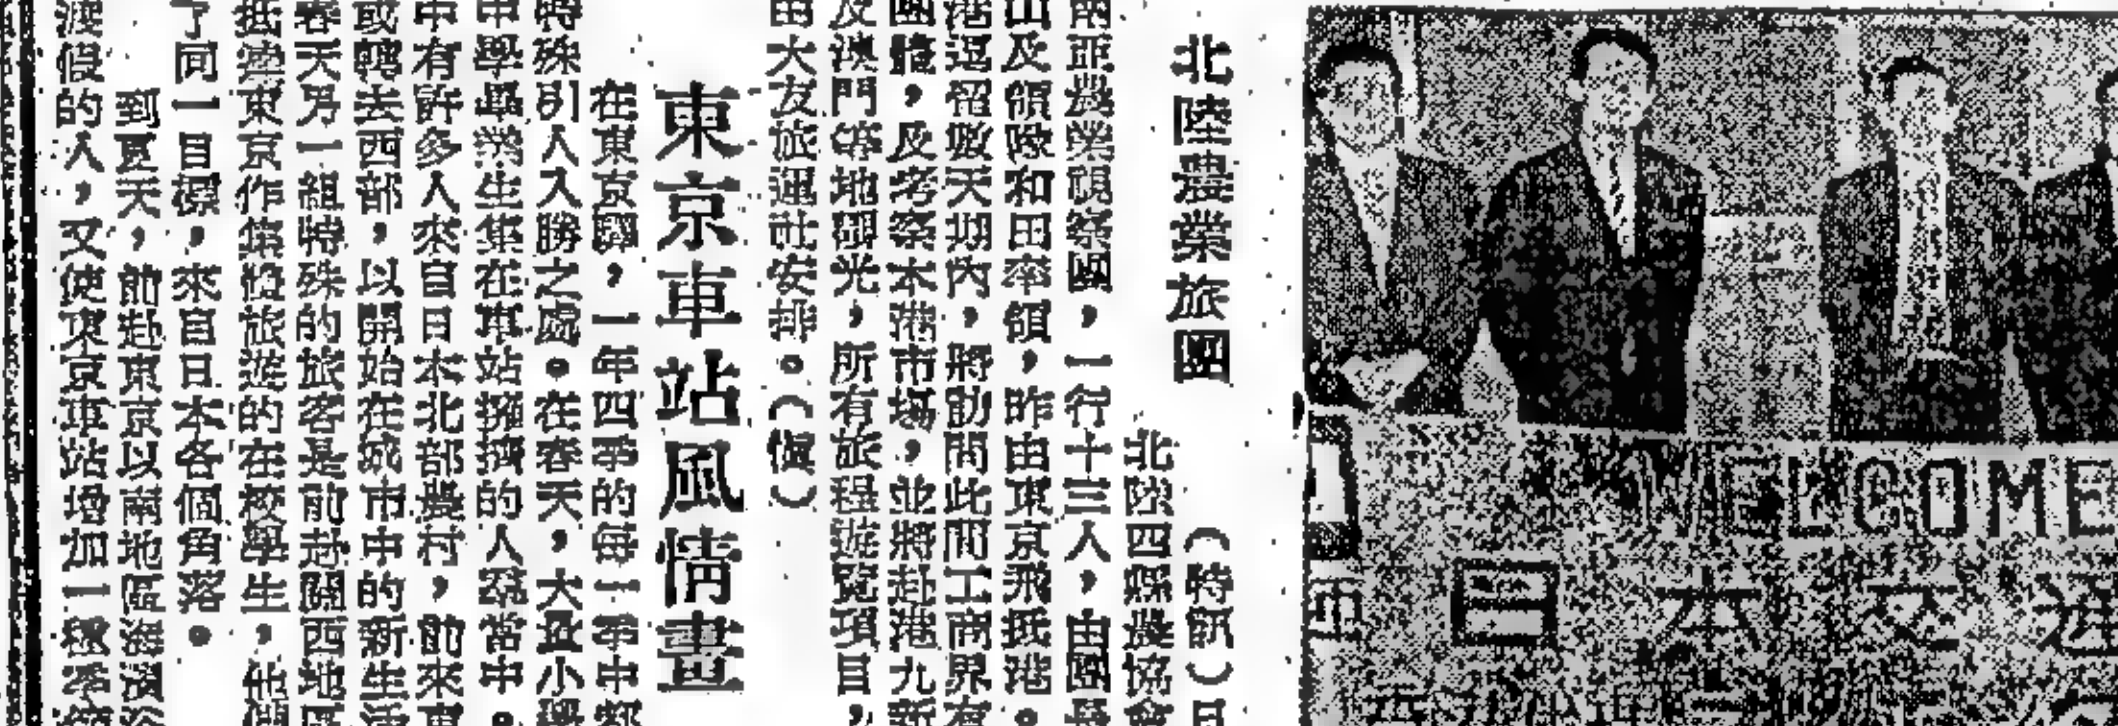 WELCOME
日本交通
北陸農業旅團
（特訊）日
北陸四縣農協會
南亞農業視察團，一行十三人，由團長
山及領隊和田率領，昨由東京飛抵港。
港逗留數天期內，將訪問此間工商界有
團體，及考察本港市場，並將赴港九新
及澳門等地觀光，所有旅程遊覽項目，
由大友旅運社安排。（儀）
東京車站風情畫
在東京驛，一年四季的每一季中都
特殊引人入勝之處。在春天，大量小學
中學畢業生集在車站擁擠的人群當中。
中有許多人來自日本北部農村，前來東
或轉去西部，以開始在城市中的新生活
春天另一組特殊的旅客是前赴關西地區
抵達東京作集體旅遊的在校學生，他們
了同一目標，來自日本各個角落。
到夏天，前赴東京以南地區海濱浴
渡假的人，又使東京車站增加一種季節